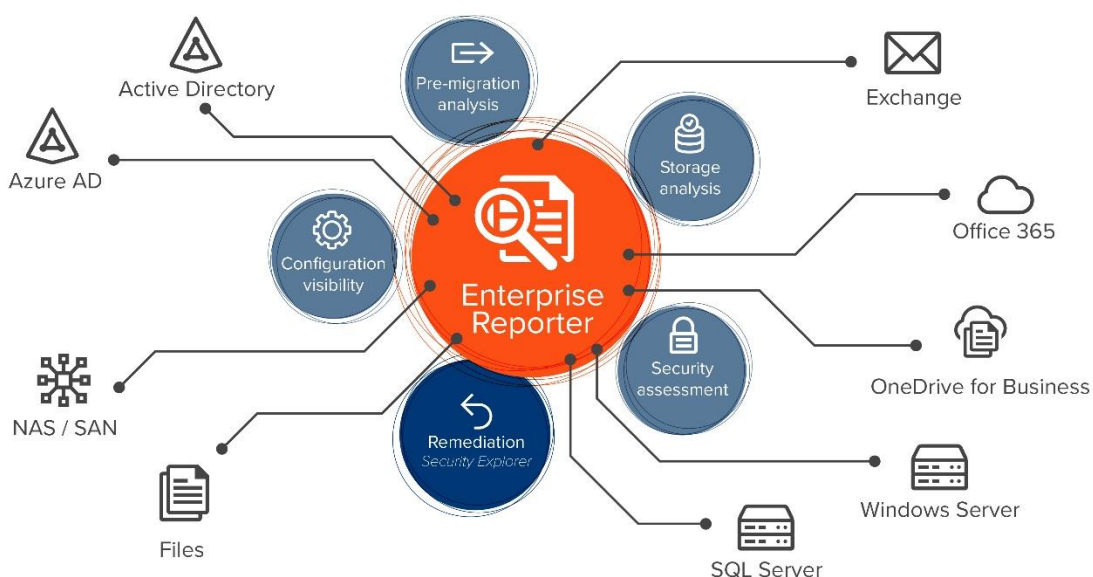 Active Directory
Azure AD
Pre-migration
analysis
Exchange
Storage
analysis
Office 365
Configuration
visibility
Enterprise
Reporter
Security
assessment
OneDrive for Business
NAS / SAN
Remediation
Security Explorer
Files
Windows Server
SQL Server